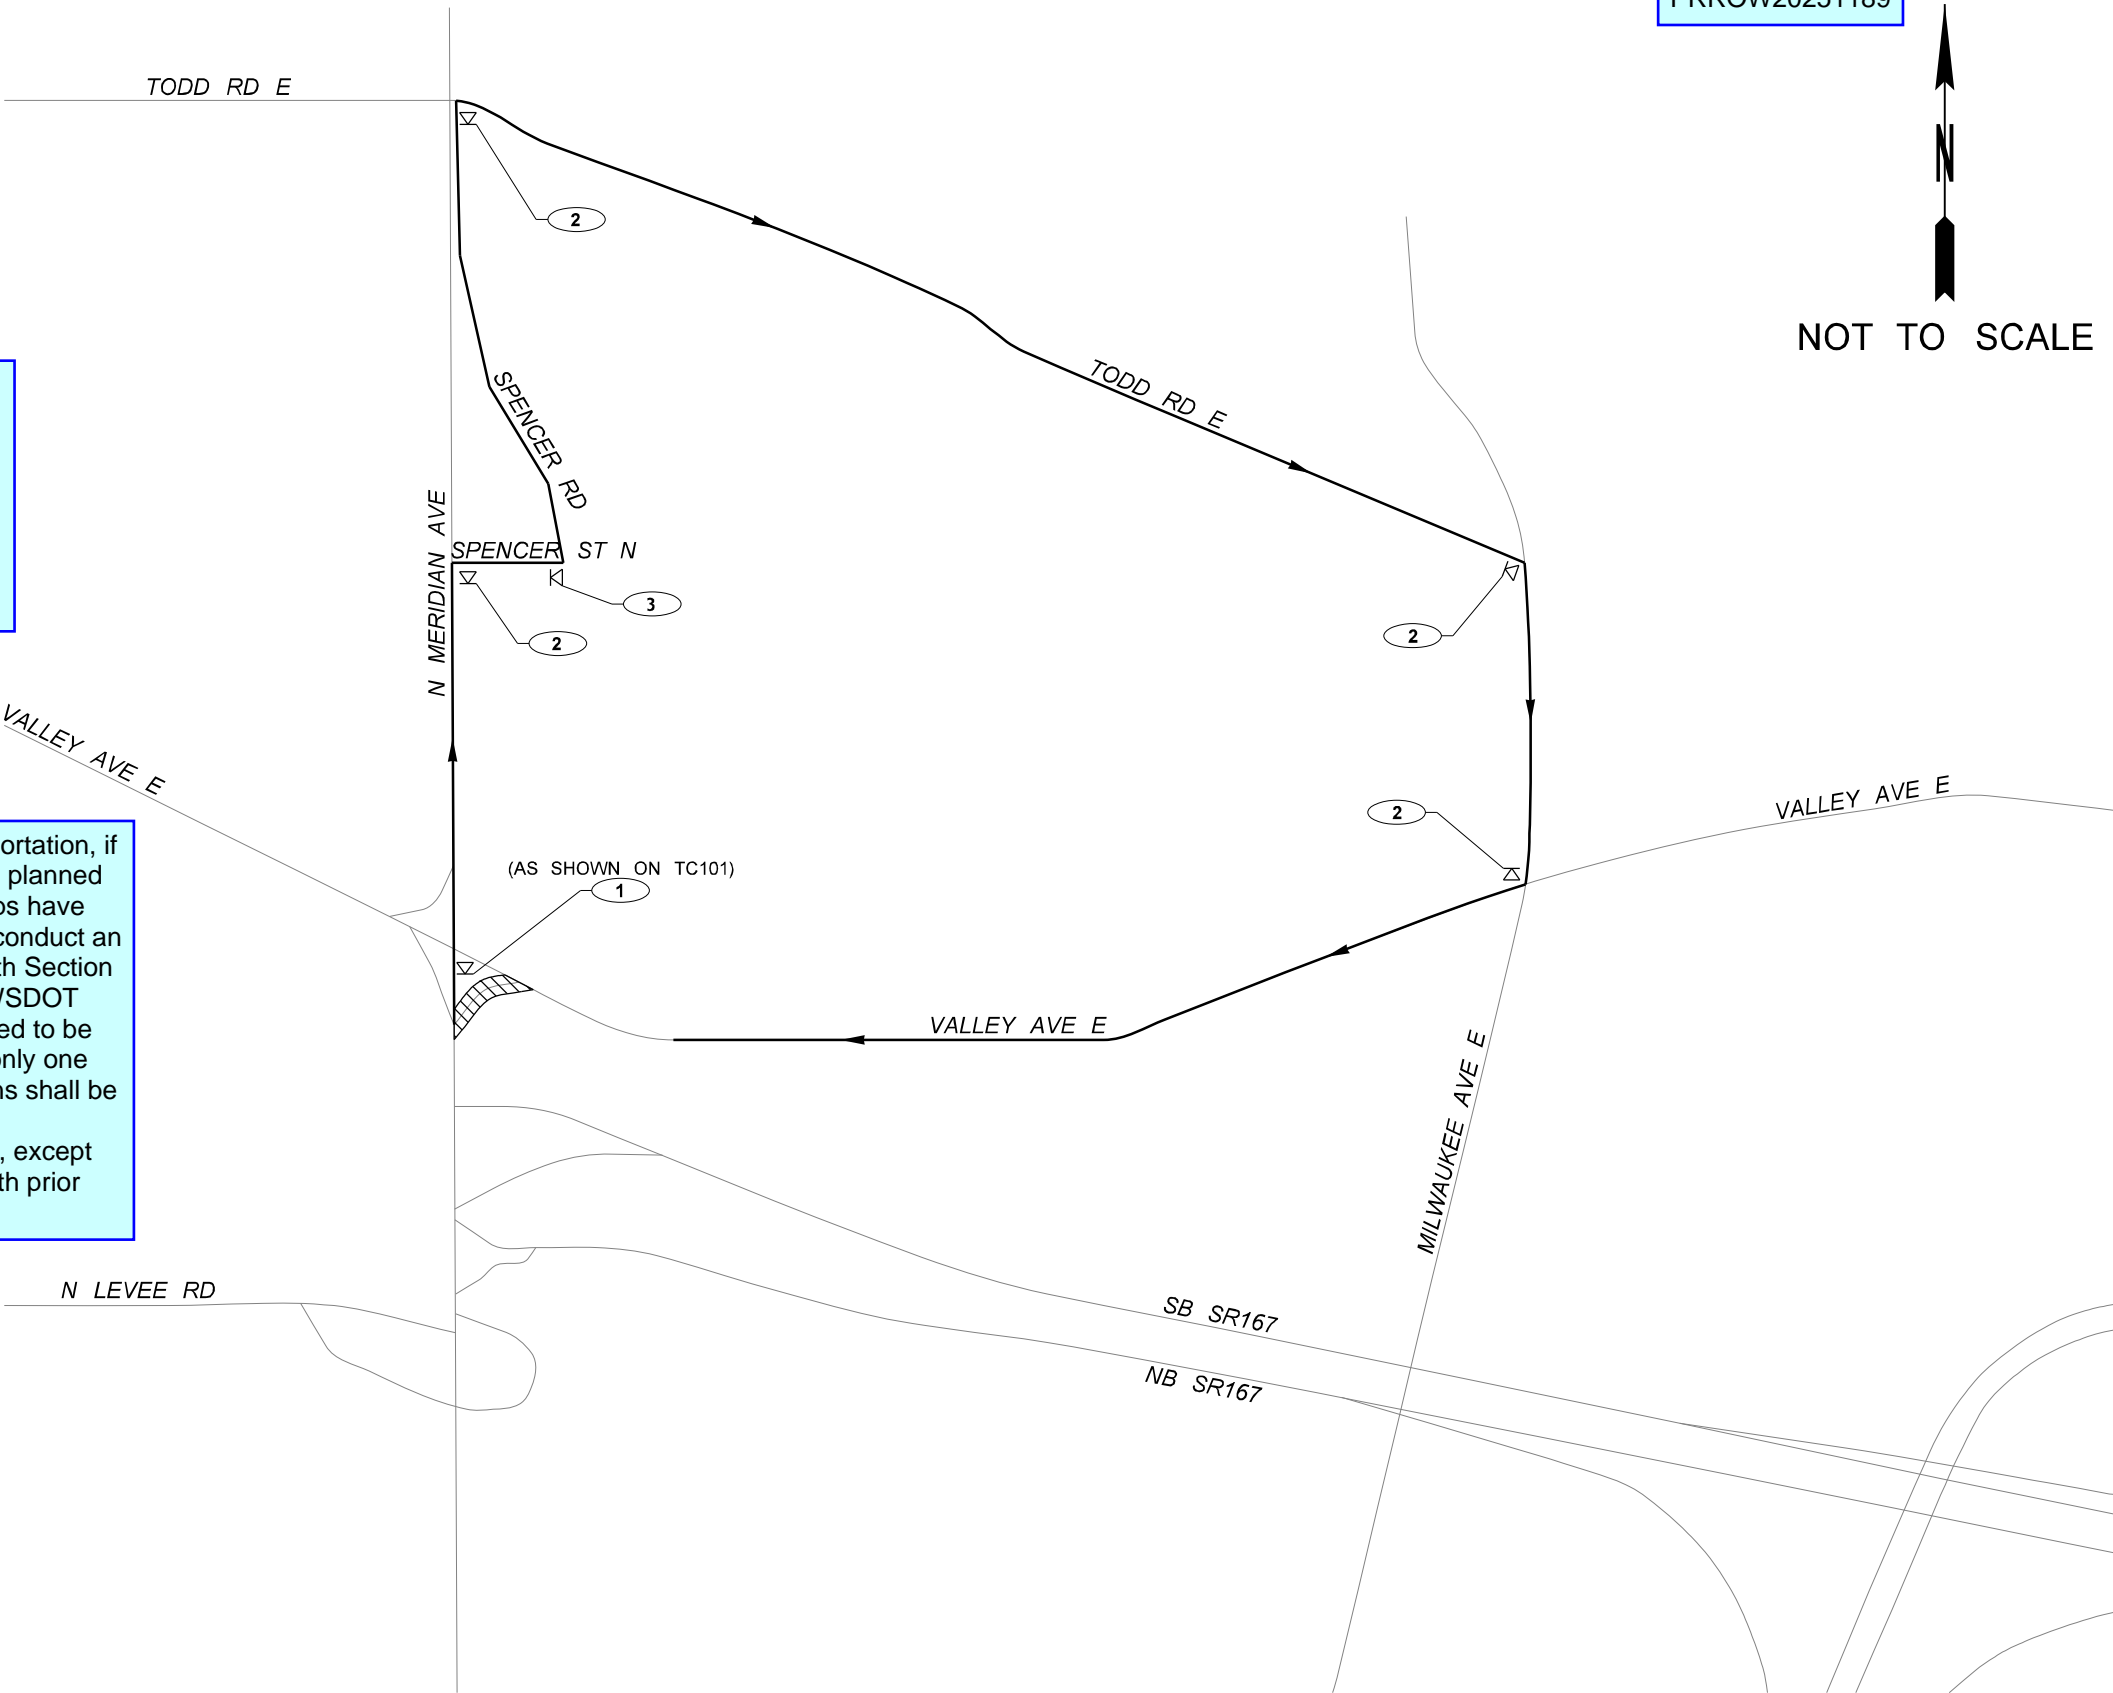 TODD RD E
2
N
NOT TO SCALE
TODD RD E
SPENCER RD
N MERIDIAN AVE
SPENCER ST N
3
2
2
VALLEY AVE E
VALLEY AVE E
2
(AS SHOWN ON TC101)
1
ortation, if
planned
os have
conduct an
th Section
VSDOT
ed to be
only one
ns shall be
, except
th prior
VALLEY AVE E
MILWAUKEE AVE E
N LEVEE RD
SB SR167
NB SR167